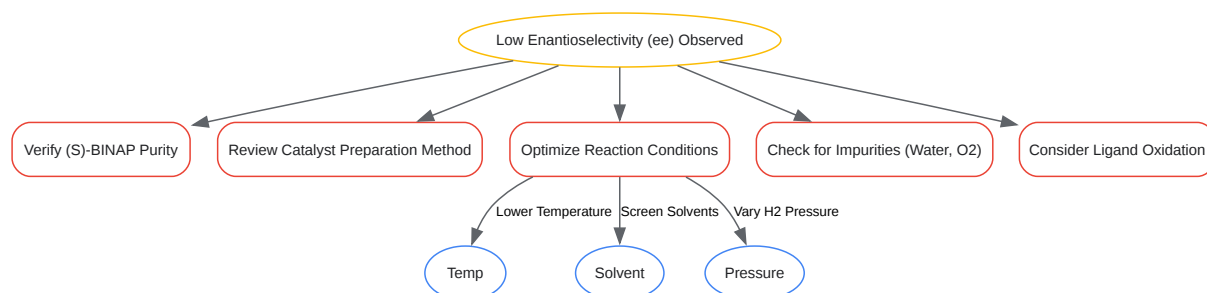 Low Enantioselectivity (ee) Observed
Verify (S)-BINAP Purity
Review Catalyst Preparation Method
Optimize Reaction Conditions
Check for Impurities (Water, O2)
Consider Ligand Oxidation
Lower Temperature
Screen Solvents
Vary H2 Pressure
Temp
Solvent
Pressure